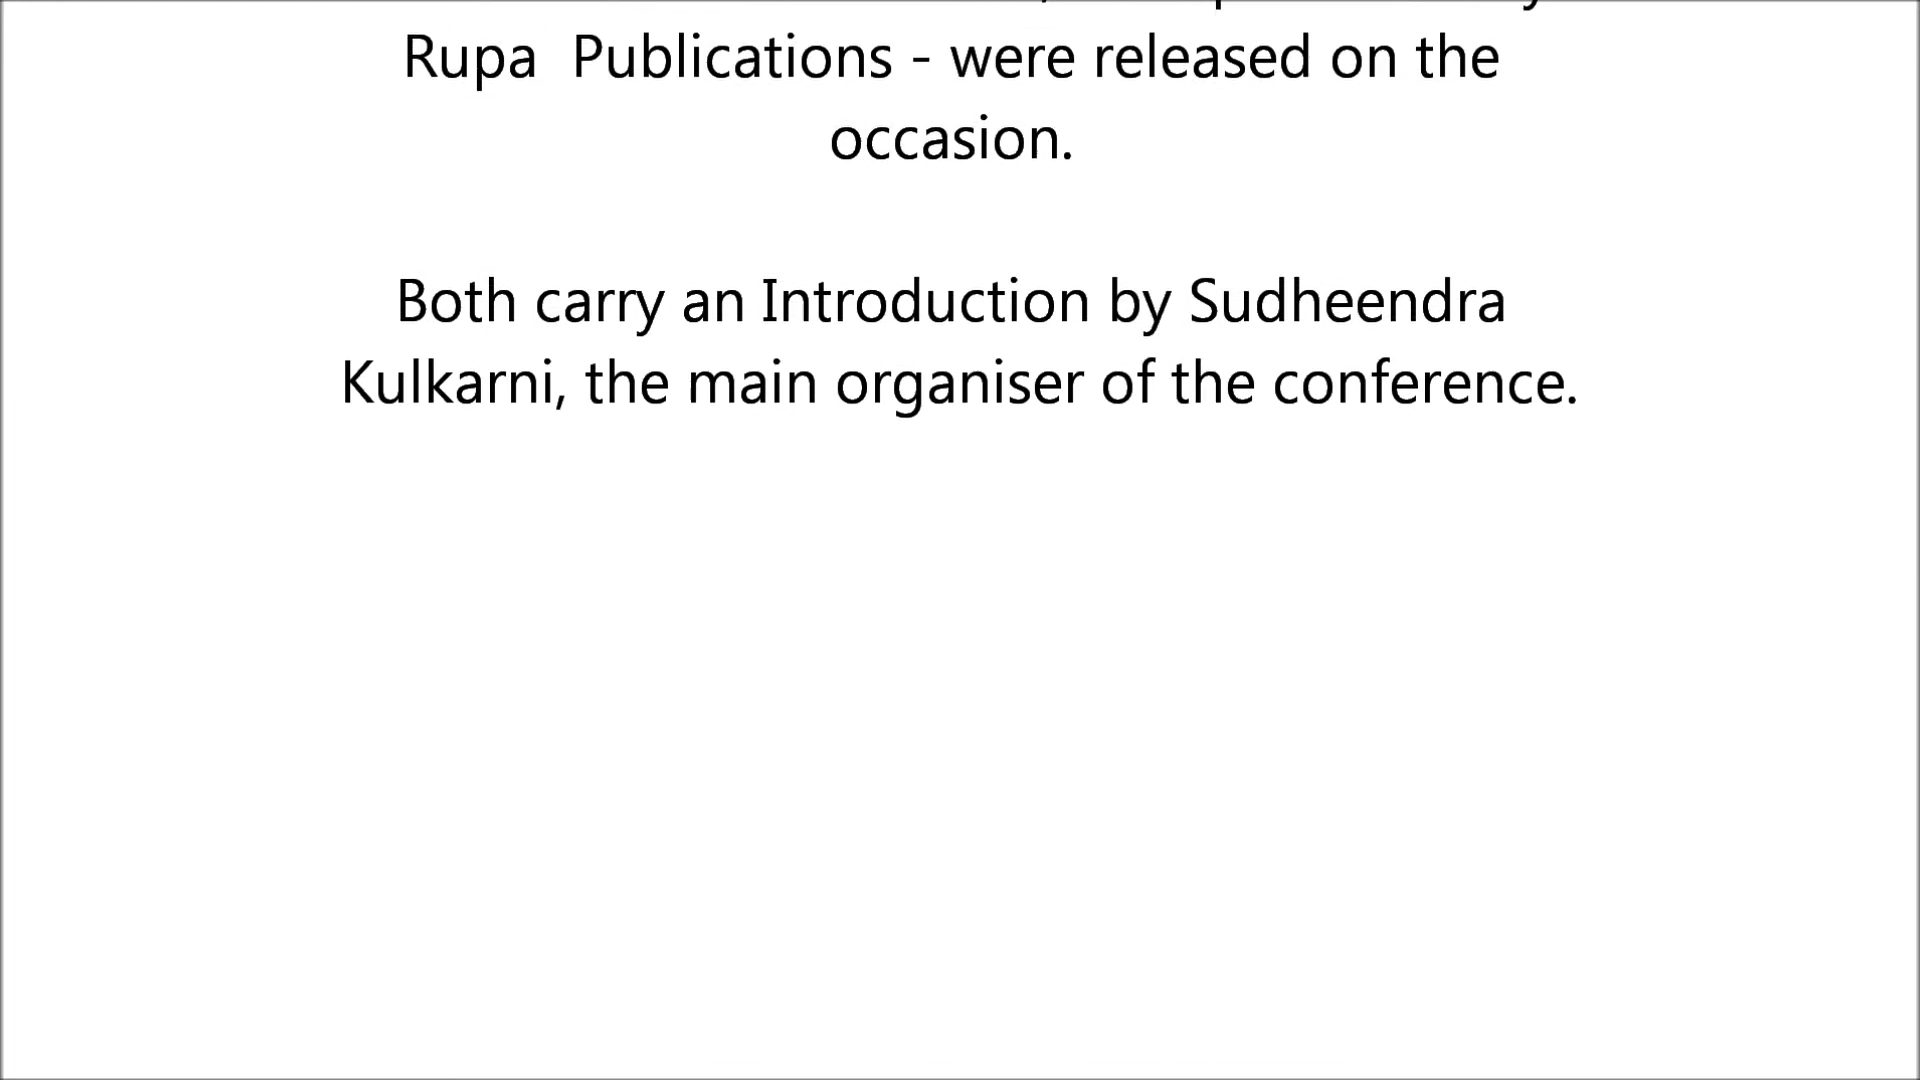 Rupa  Publications - were released on the
occasion.
Both carry an Introduction by Sudheendra
Kulkarni, the main organiser of the conference.